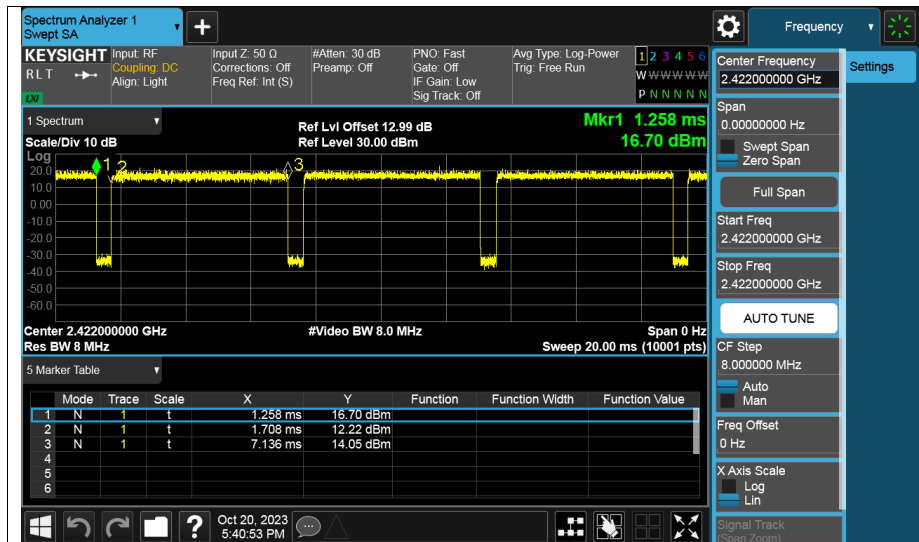 Spectrum Analyzer 1
Swept SA
+
Frequency
KEYSIGHT
RLT
LXI
Input: RF
Coupling: DC
Align: Light
Input Z: 50 Ω
Corrections: Off
Freq Ref: Int (S)
#Atten: 30 dB
Preamp: Off
PNO: Fast
Gate: Off
IF Gain: Low
Sig Track: Off
Avg Type: Log-Power
Trig: Free Run
1 2 3 4 5 6
W W W W W W
P N N N N N
1 Spectrum
Scale/Div 10 dB
Ref Lvl Offset 12.99 dB
Ref Level 30.00 dBm
Mkr1 1.258 ms
16.70 dBm
Log
20.0
10.0
0.00
-10.0
-20.0
-30.0
-40.0
-50.0
-60.0
1
2
3
Center 2.422000000 GHz
Res BW 8 MHz
#Video BW 8.0 MHz
Span 0 Hz
Sweep 20.00 ms (10001 pts)
5 Marker Table
Mode Trace Scale X Y Function Function Width Function Value
1 N 1 t 1.258 ms 16.70 dBm
2 N 1 t 1.708 ms 12.22 dBm
3 N 1 t 7.136 ms 14.05 dBm
4
5
6
?
Oct 20, 2023
5:40:53 PM
Center Frequency
2.422000000 GHz
Settings
Span
0.00000000 Hz
Swept Span
Zero Span
Full Span
Start Freq
2.422000000 GHz
Stop Freq
2.422000000 GHz
AUTO TUNE
CF Step
8.000000 MHz
Auto
Man
Freq Offset
0 Hz
X Axis Scale
Log
Lin
Signal Track
(Span Zoom)